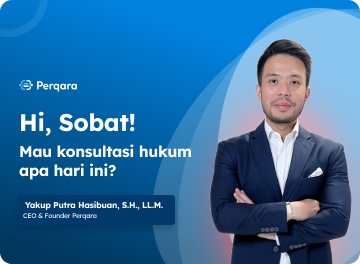 Perqara
Hi, Sobat!
Mau konsultasi hukum
apa hari ini?
Yakup Putra Hasibuan, S.H., LL.M.
CEO & Founder Perqara